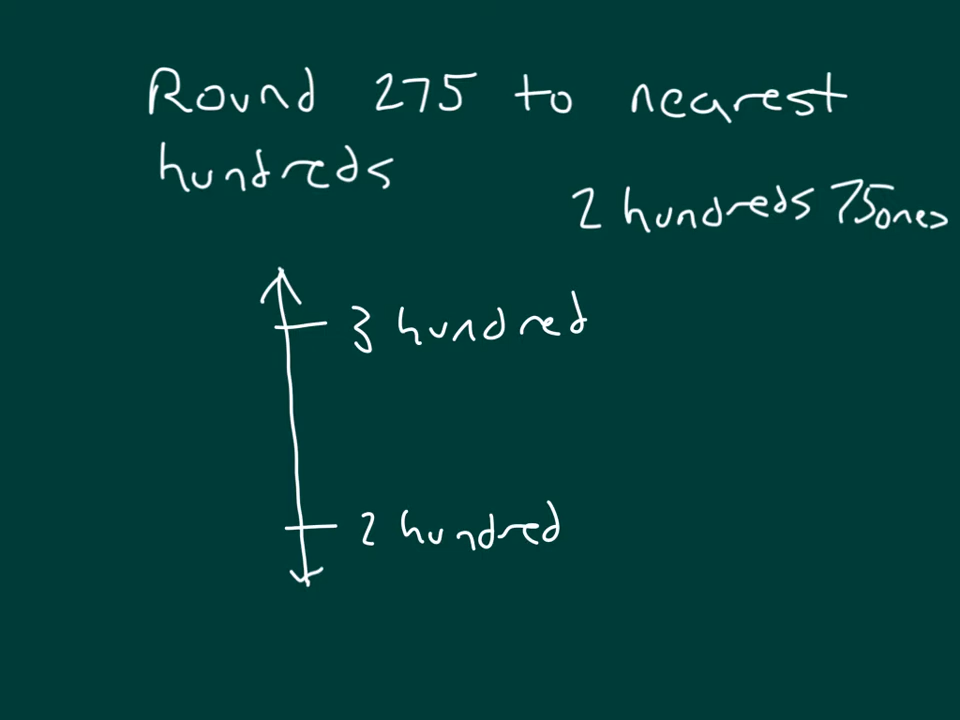 Round 275 to nearest
hundreds
2 hundreds 75ones
3 hundred
2 hundred